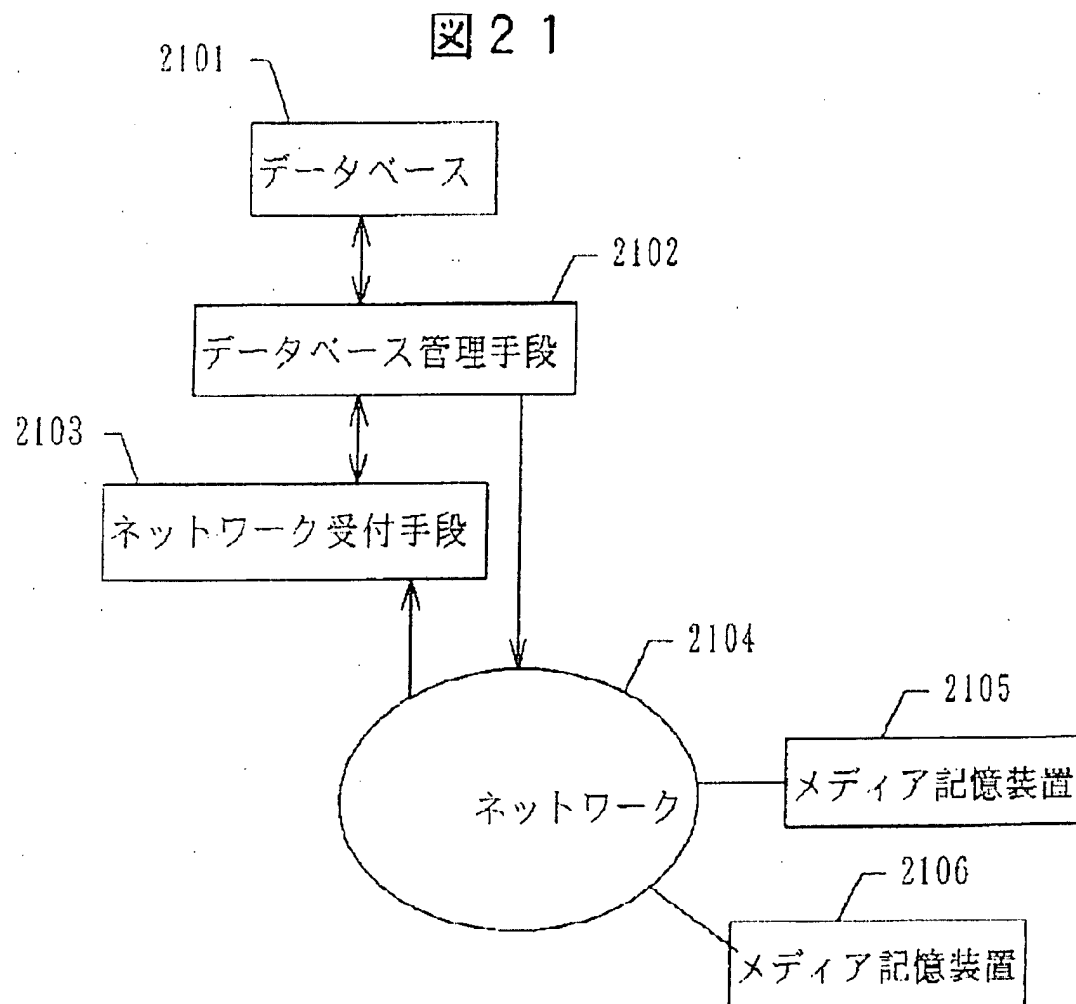 図21
2101
データベース
2102
データベース管理手段
2103
ネットワーク受付手段
2104
ネットワーク
2105
メディア記憶装置
2106
メディア記憶装置